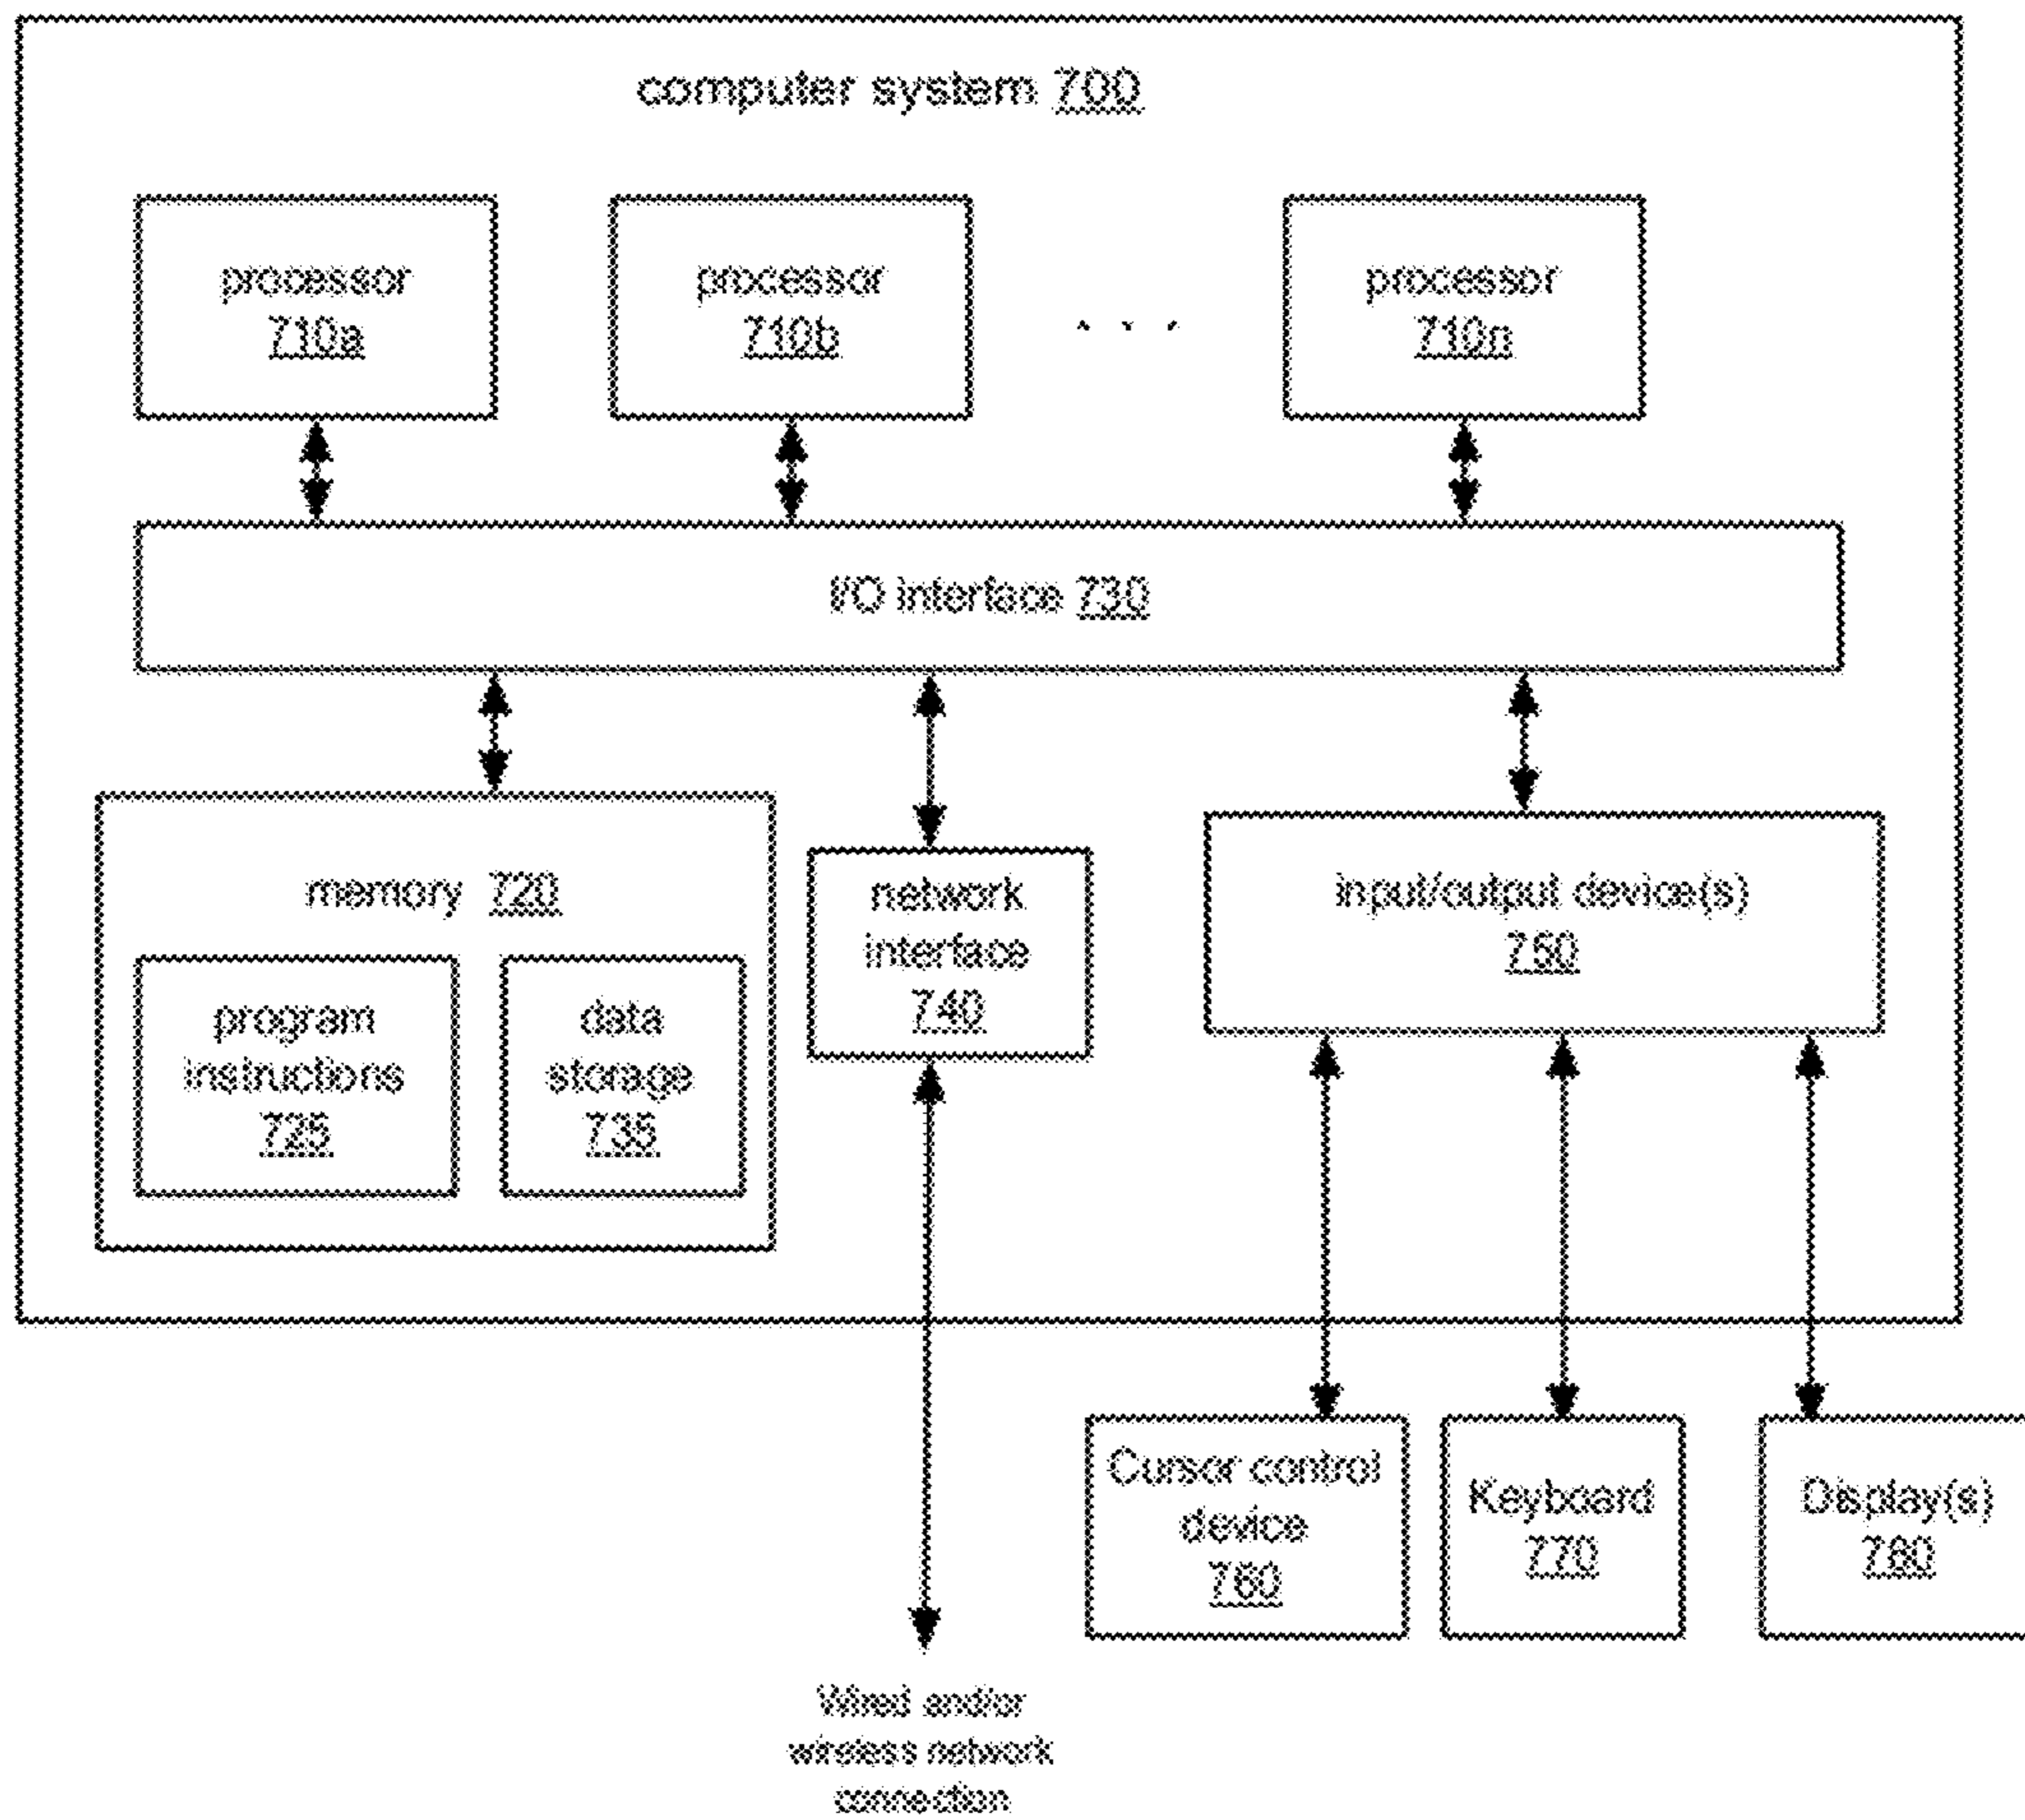 computer system 700
processor
710a
processor
710b
. . .
processor
710n
I/O interface 730
memory 720
program
instructions
725
data
storage
735
network
interface
740
input/output device(s)
750
Cursor control
device
760
Keyboard
770
Display(s)
780
Wired and/or
wireless network
connection